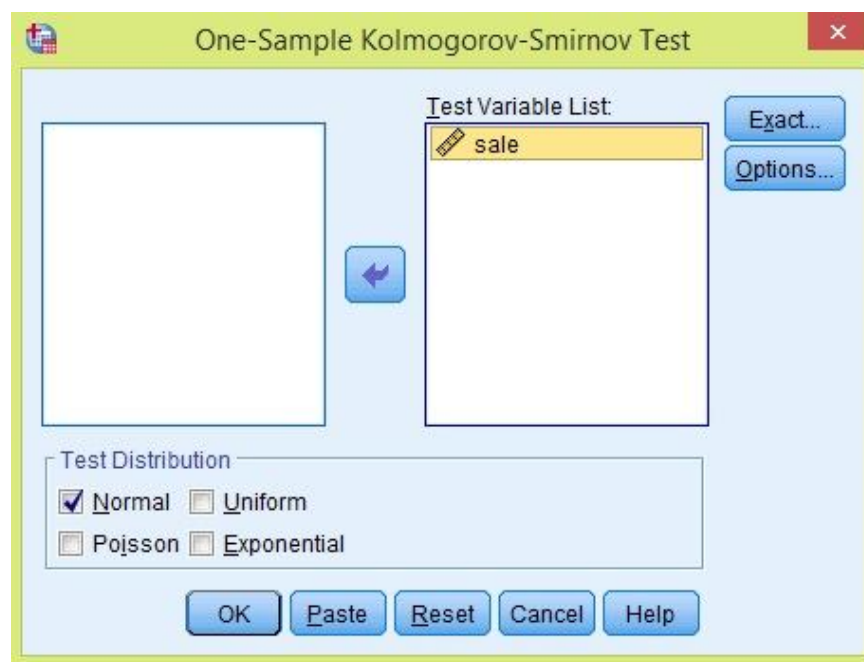 One-Sample Kolmogorov-Smirnov Test
Test Variable List:
sale
Exact...
Options...
Test Distribution
Normal Uniform
Poisson Exponential
OK Paste Reset Cancel Help